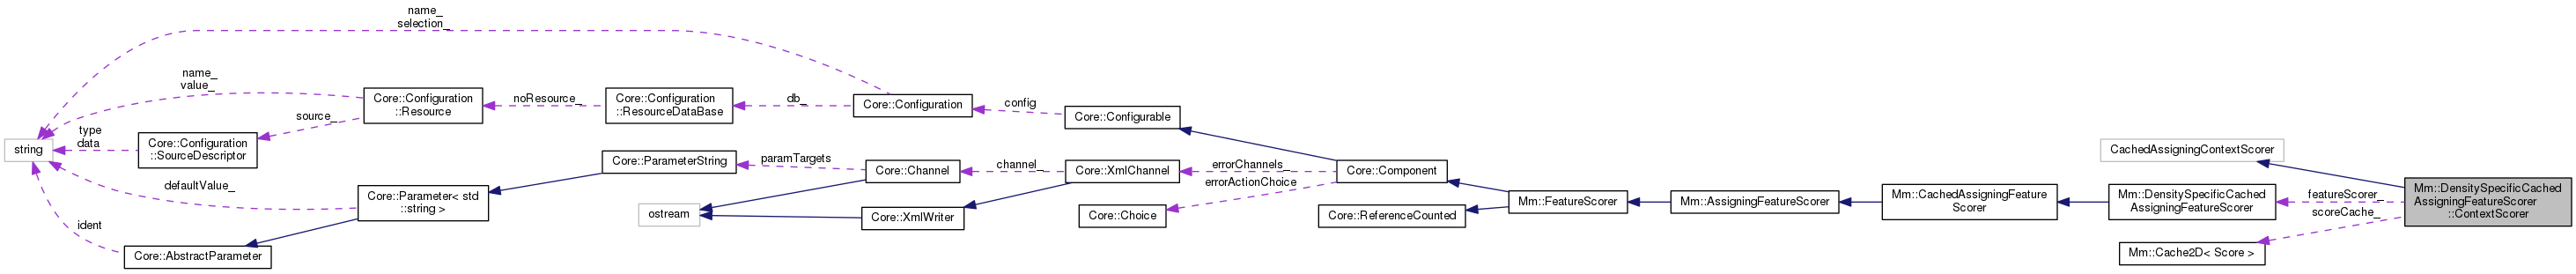 name_
selection_
name_
value_
Core::Configuration
::Resource
noResource_
Core::Configuration
::ResourceDataBase
db_
Core::Configuration
config
Core::Configurable
source_
type
data
string
Core::Configuration
::SourceDescriptor
CachedAssigningContextScorer
Core::ParameterString
paramTargets
Core::Channel
channel_
Core::XmlChannel
errorChannels_
errorActionChoice
Core::Component
defaultValue_
Core::Parameter< std
::string >
ostream
Core::XmlWriter
Core::Choice
Core::ReferenceCounted
Mm::FeatureScorer
Mm::AssigningFeatureScorer
Mm::CachedAssigningFeature
Scorer
Mm::DensitySpecificCached
AssigningFeatureScorer
featureScorer_
scoreCache_
Mm::DensitySpecificCached
AssigningFeatureScorer
::ContextScorer
ident
Core::AbstractParameter
Mm::Cache2D< Score >